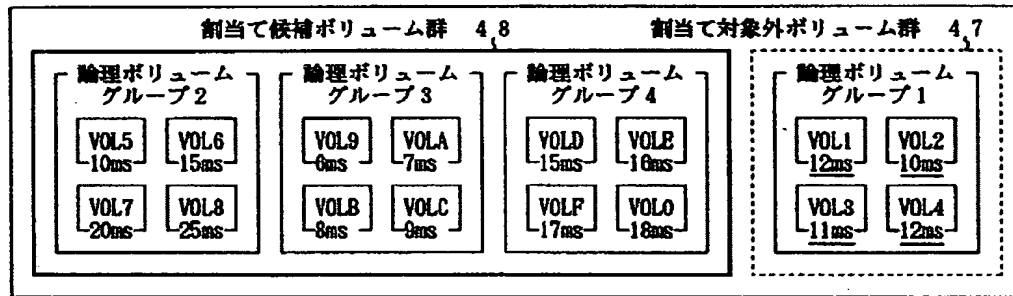 割当て候補ボリューム群 48 割当て対象外ボリューム群 47
論理ボリューム 論理ボリューム 論理ボリューム 論理ボリューム
グループ2 グループ3 グループ4 グループ1
VOL5 VOL6 VOL9 VOLA VOLD VOLE VOL1 VOL2
10ms 15ms 6ms 7ms 15ms 16ms 12ms 10ms
VOL7 VOL8 VOLB VOLC VOLF VOL0 VOL3 VOL4
20ms 25ms 8ms 9ms 17ms 18ms 11ms 12ms